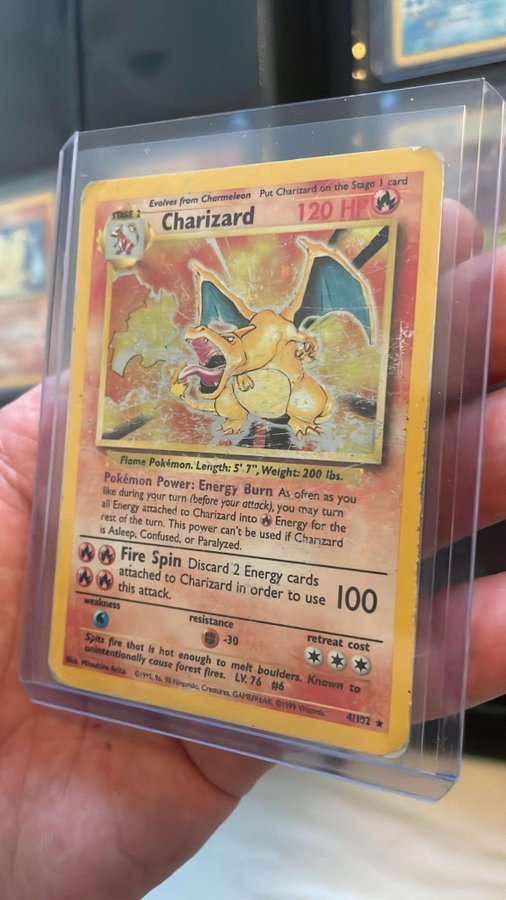 Evolves from Charmeleon Put Charizard on the Stage 1 card
STAGE 2
Charizard 120 HP
Flame Pokémon. Length: 5' 7", Weight: 200 lbs.
Pokémon Power: Energy Burn As often as you
like during your turn (before your attack), you may turn
all Energy attached to Charizard into Energy for the
rest of the turn. This power can't be used if Charizard
is Asleep, Confused, or Paralyzed.
Fire Spin Discard 2 Energy cards
attached to Charizard in order to use
this attack.
100
weakness
resistance
-30
retreat cost
Spits fire that is hot enough to melt boulders. Known to
unintentionally cause forest fires. LV. 76 #6
Illus. Mitsuhiro Arita ©1995, 96, 98 Nintendo, Creatures, GAMEFREAK. ©1999 Wizards.
4/102